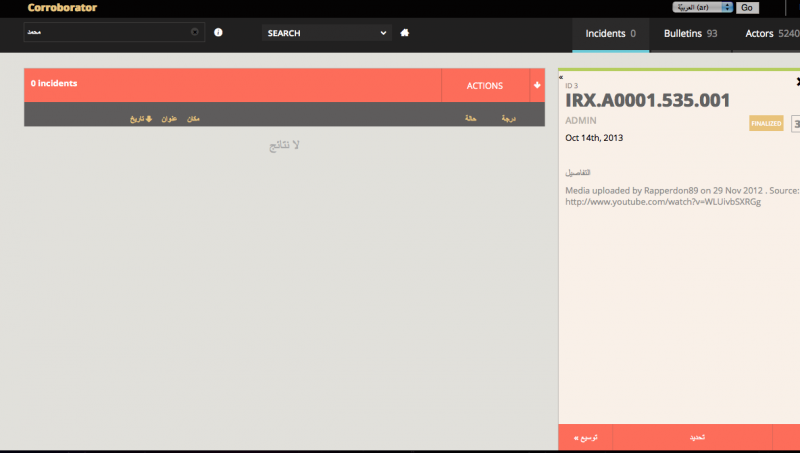 Corroborator
العربيّة (ar) Go
محمد SEARCH Incidents 0 Bulletins 93 Actors 5240
0 incidents ACTIONS
تاريخ عنوان مكان حالة درجة
لا نتائج
«
ID 3
IRX.A0001.535.001
ADMIN FINALIZED 3
Oct 14th, 2013
التفاصيل
Media uploaded by Rapperdon89 on 29 Nov 2012 . Source:
http://www.youtube.com/watch?v=WLUivbSXRGg
توسيع » تحديد